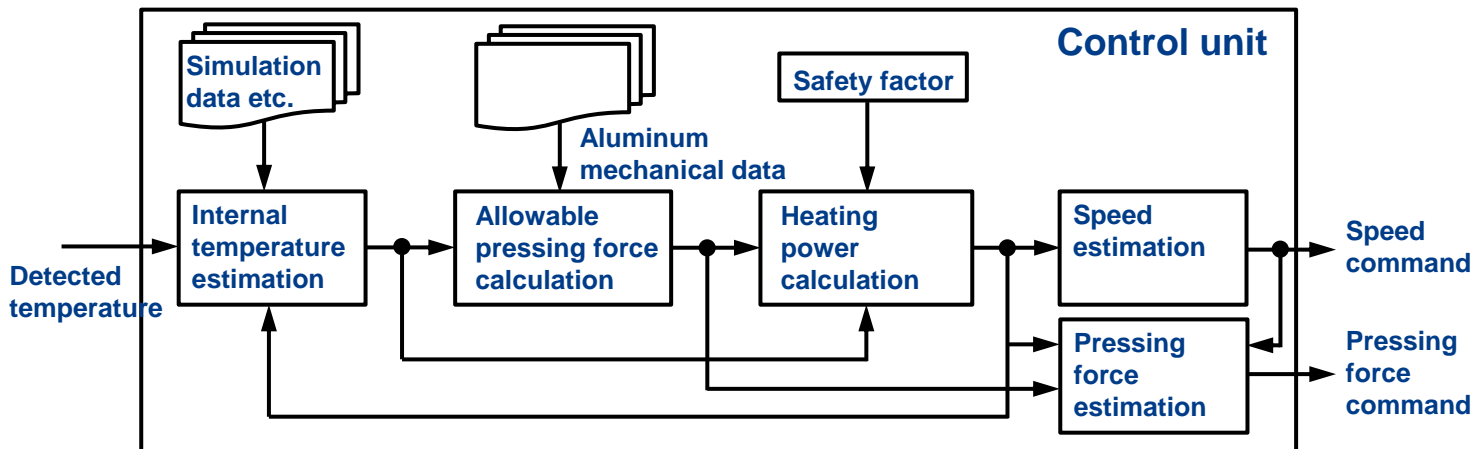 Control unit
Simulation
data etc.
Safety factor
Aluminum
mechanical data
Internal
temperature
estimation
Allowable
pressing force
calculation
Heating
power
calculation
Speed
estimation
Speed
command
Detected
temperature
Pressing
force
estimation
Pressing
force
command